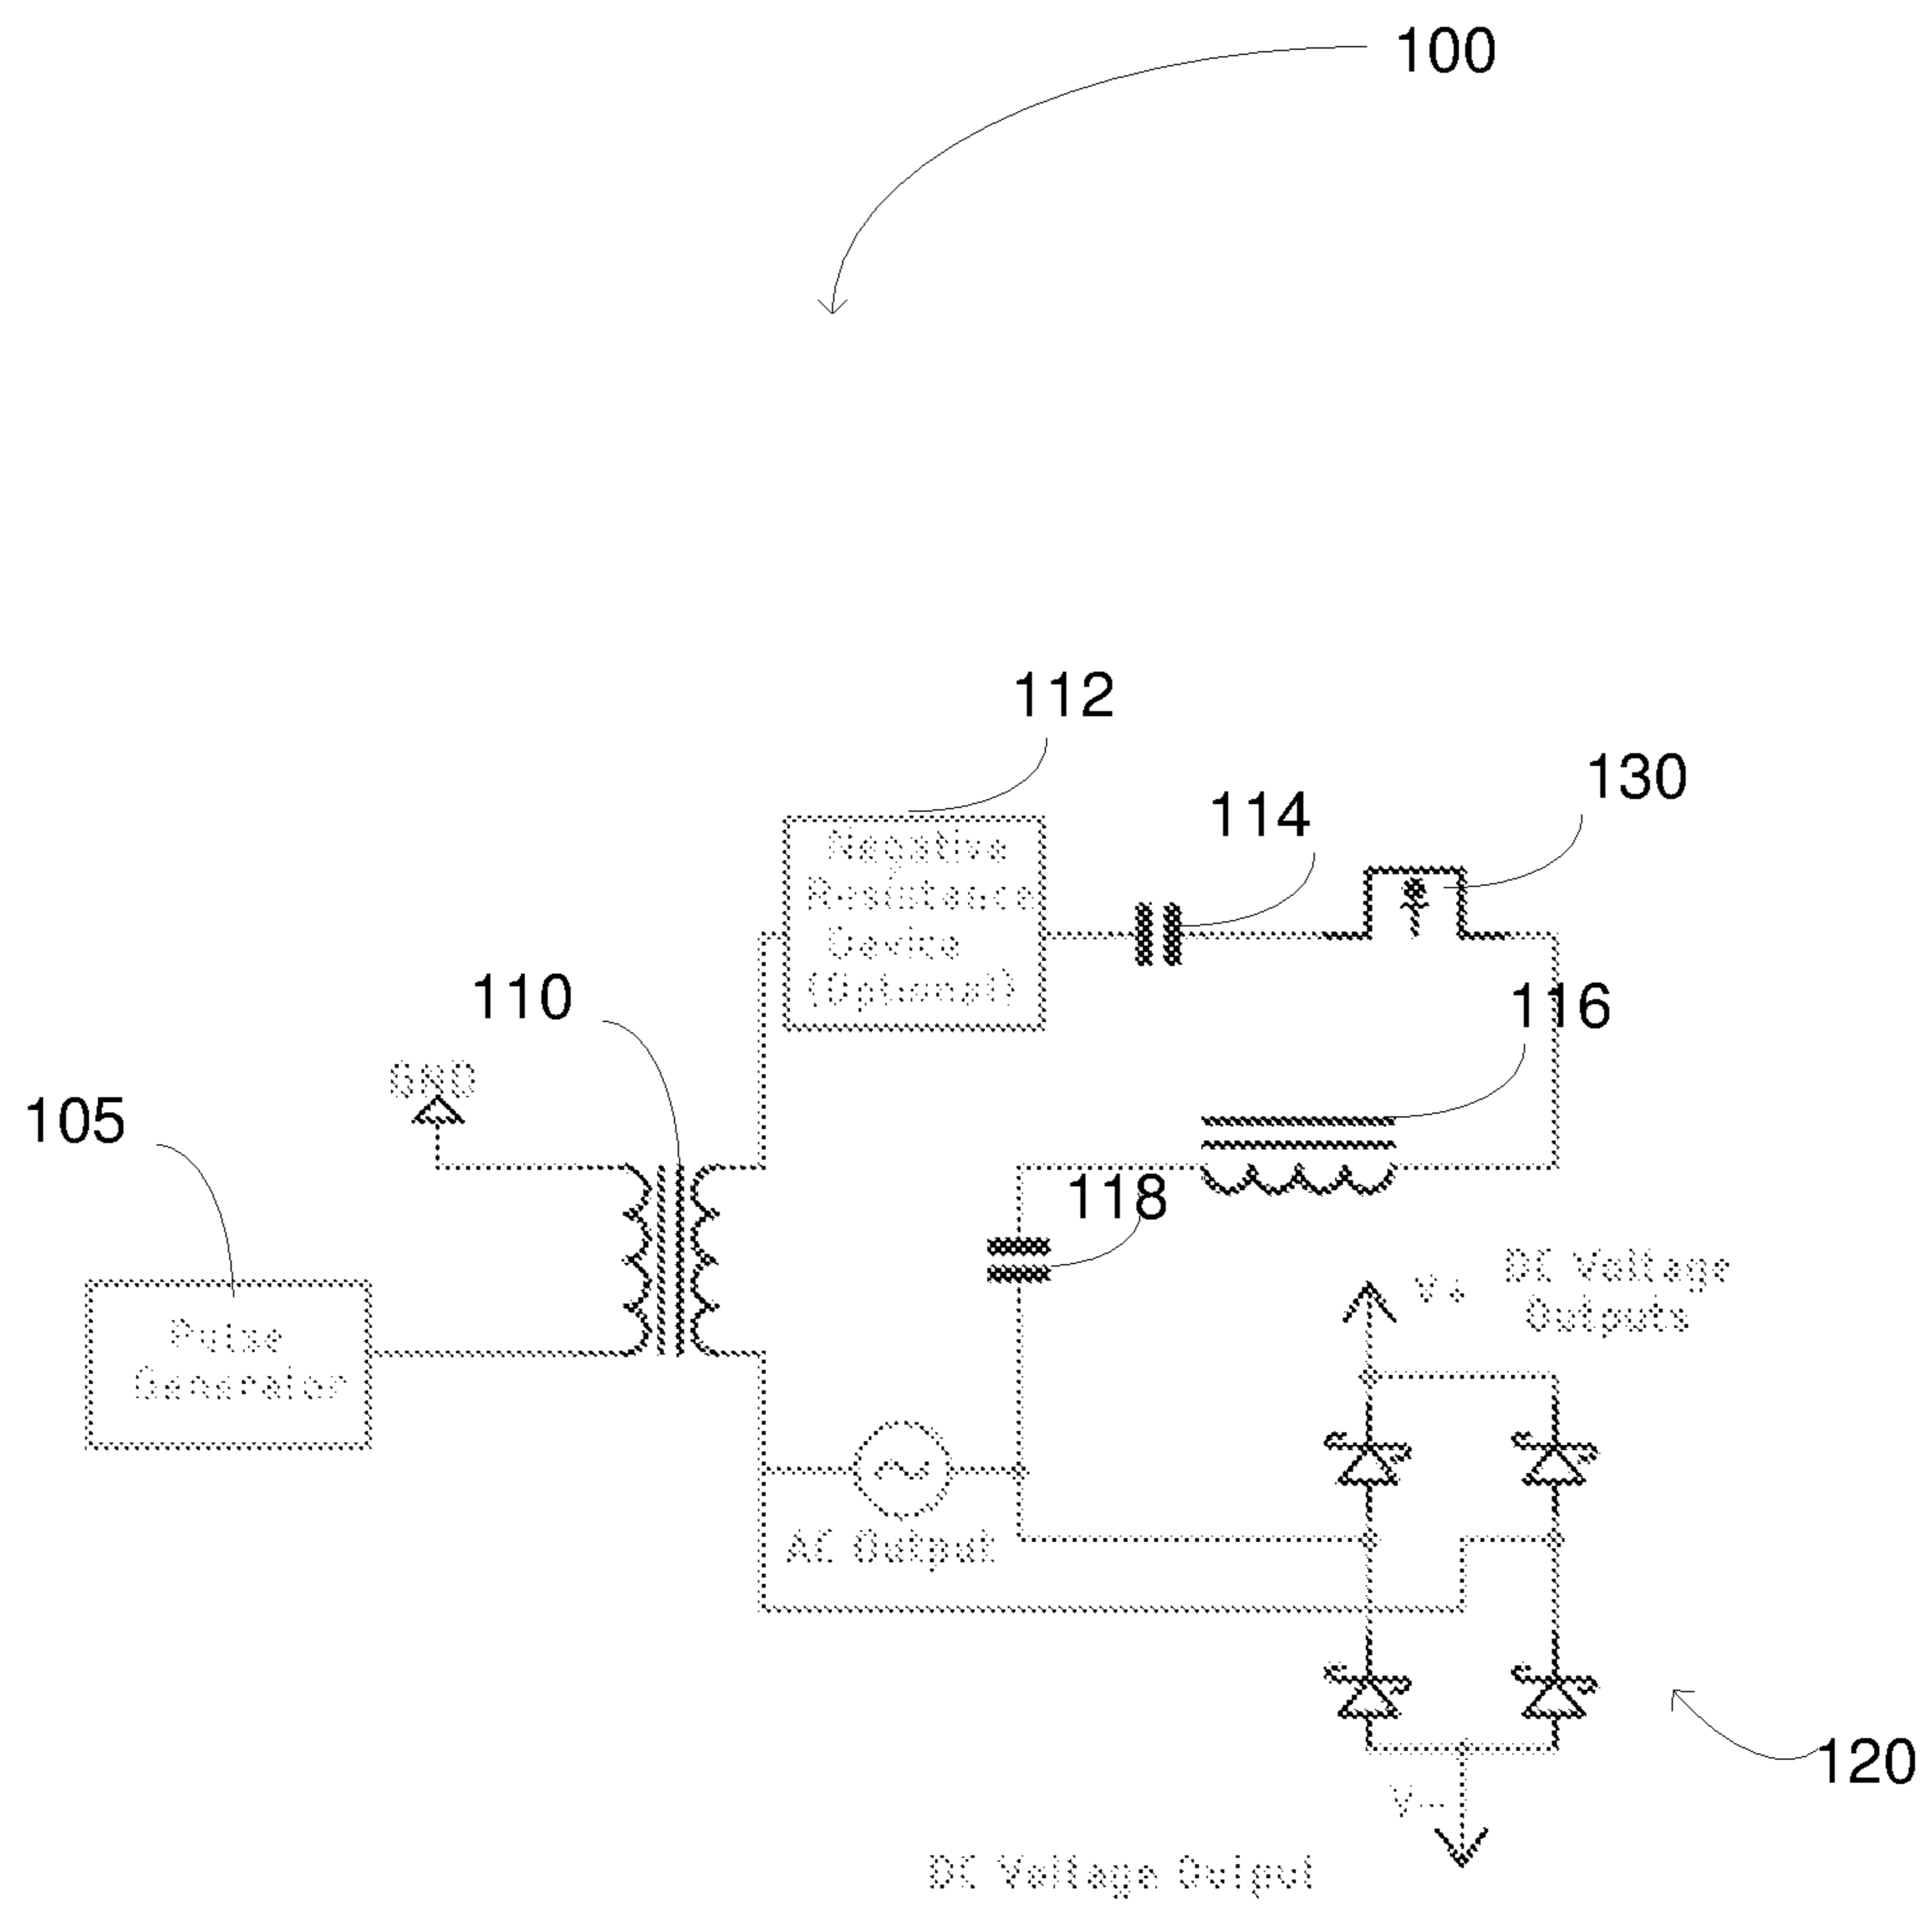 100
112
130
114
Negative
Resistance
Device
(Optional)
110
116
GND
105
118
DC Voltage
Outputs
V+
Pulse
Generator
AC Output
120
V-
DC Voltage Output